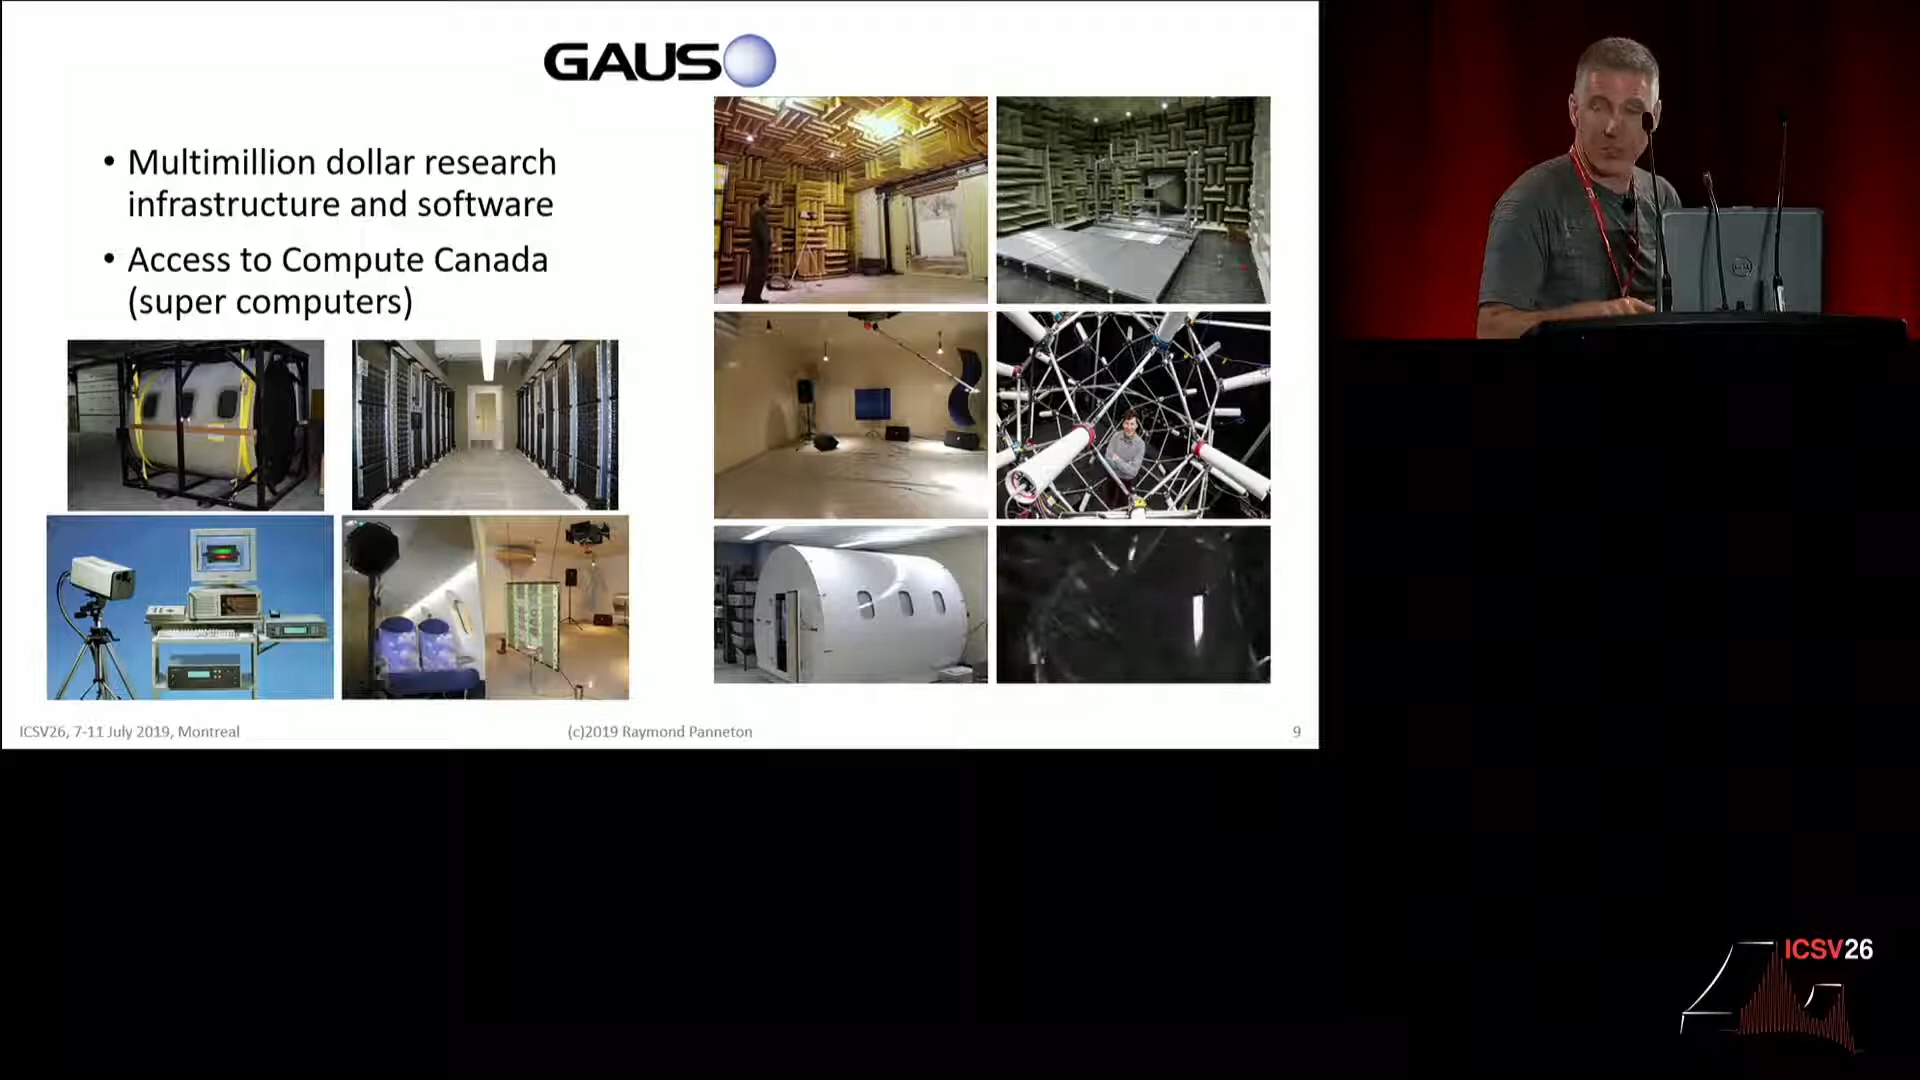 GAUS
• Multimillion dollar research
infrastructure and software
• Access to Compute Canada
(super computers)
ICSV26, 7-11 July 2019, Montreal
(c)2019 Raymond Panneton
9
ICSV26